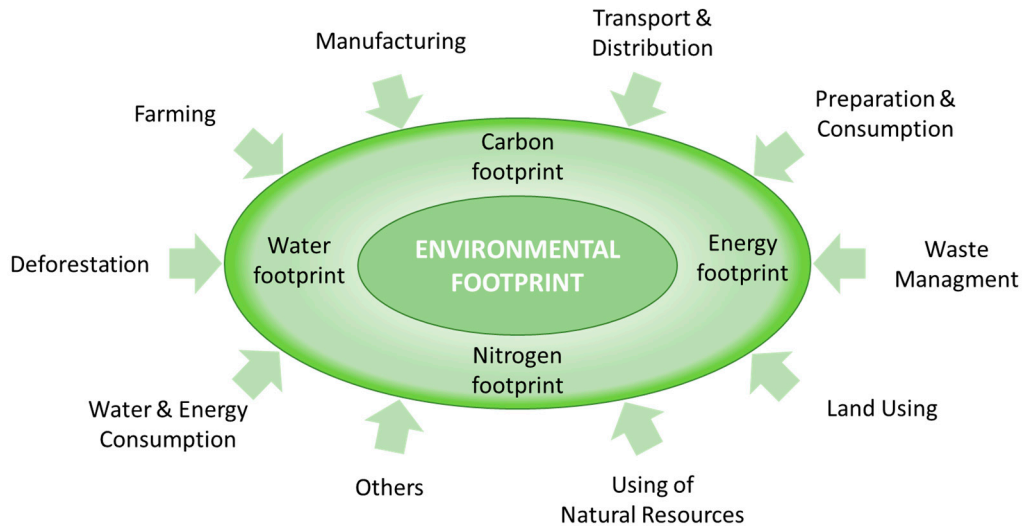 Transport &
Distribution
Manufacturing
Preparation &
Consumption
Farming
Carbon
footprint
Water
footprint
ENVIRONMENTAL
FOOTPRINT
Energy
footprint
Deforestation
Waste
Managment
Nitrogen
footprint
Water & Energy
Consumption
Land Using
Others
Using of
Natural Resources